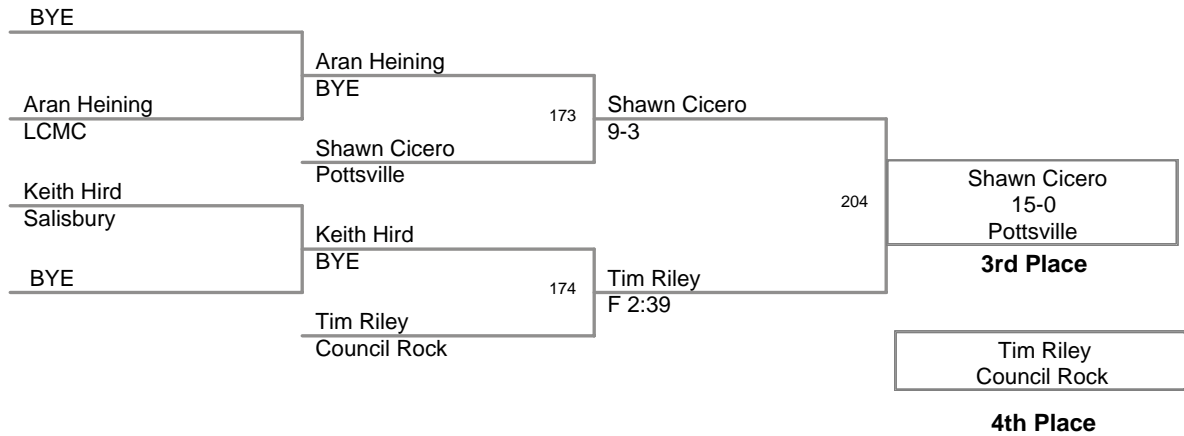 BYE
Aran Heining
LCMC
Keith Hird
Salisbury
BYE
Aran Heining
BYE
173
Shawn Cicero
Pottsville
Keith Hird
BYE
174
Tim Riley
Council Rock
Shawn Cicero
9-3
204
Tim Riley
F 2:39
Shawn Cicero
15-0
Pottsville
3rd Place
Tim Riley
Council Rock
4th Place